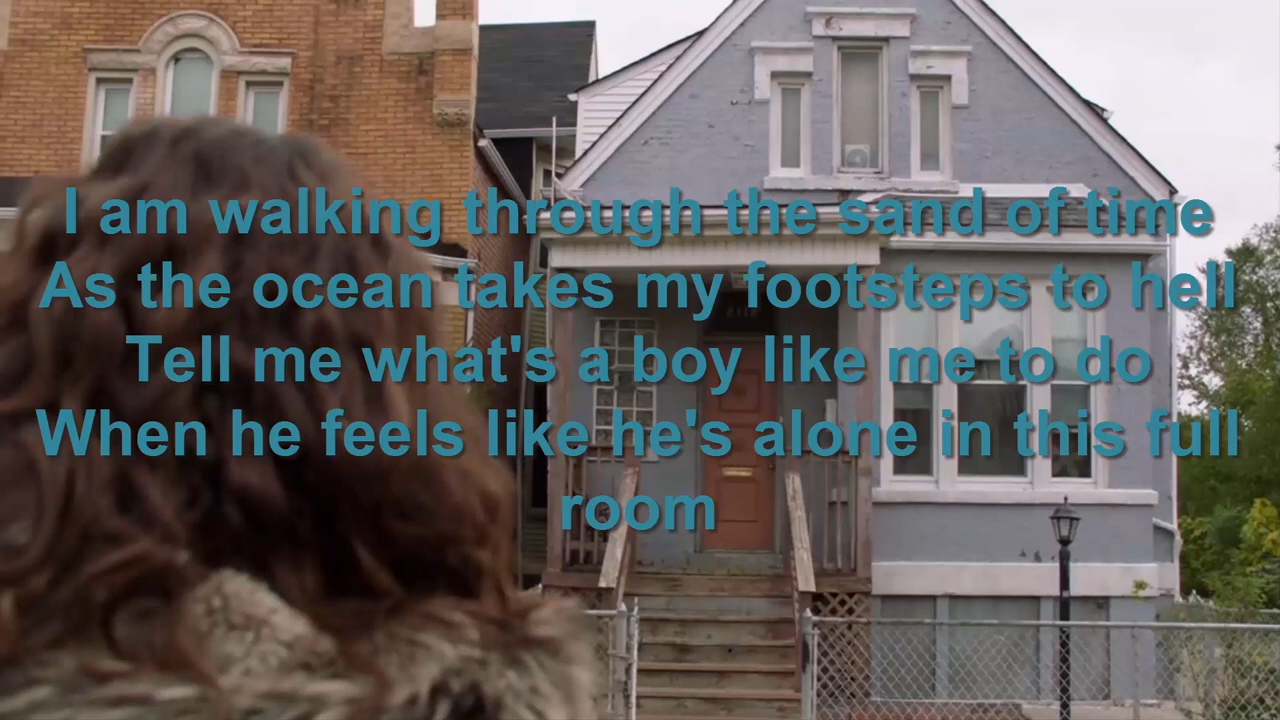 I am walking through the sand of time
As the ocean takes my footsteps to hell
Tell me what's a boy like me to do
When he feels like he's alone in this full
room